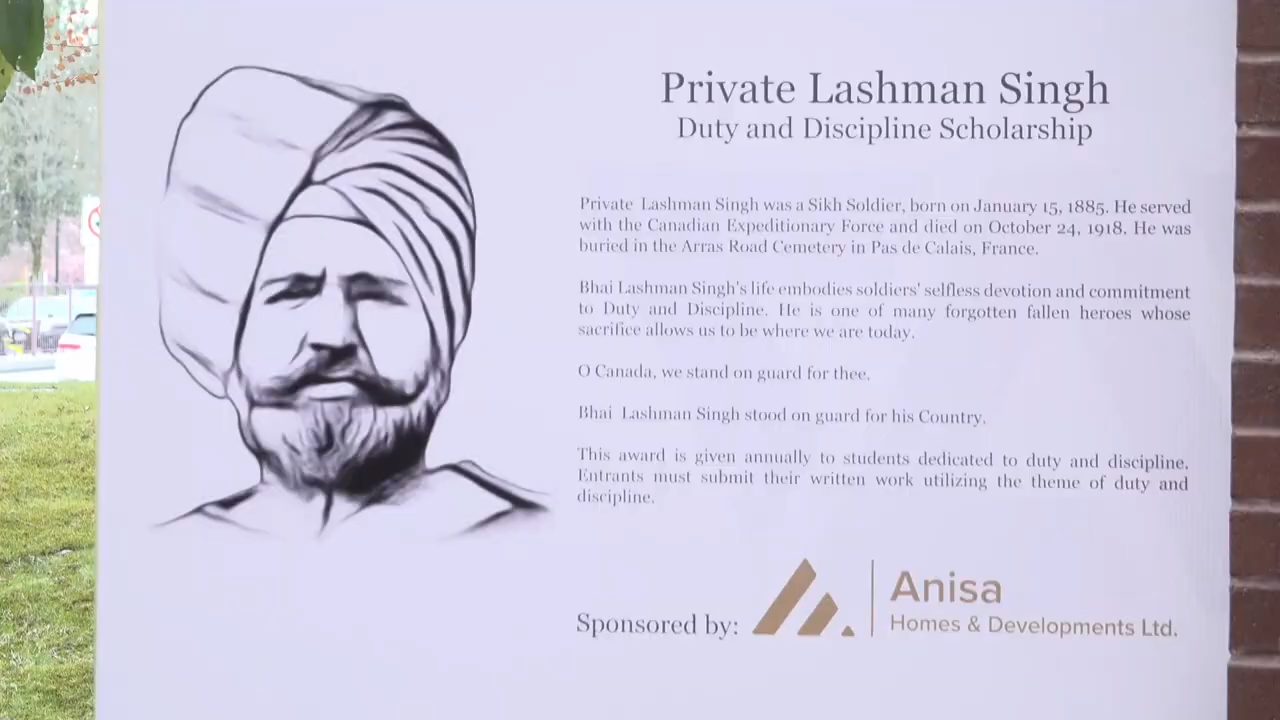 Private Lashman Singh
Duty and Discipline Scholarship
Private Lashman Singh was a Sikh Soldier, born on January 15, 1885. He served
with the Canadian Expeditionary Force and died on October 24, 1918. He was
buried in the Arras Road Cemetery in Pas de Calais, France.
Bhai Lashman Singh's life embodies soldiers' selfless devotion and commitment
to Duty and Discipline. He is one of many forgotten fallen heroes whose
sacrifice allows us to be where we are today.
O Canada, we stand on guard for thee.
Bhai Lashman Singh stood on guard for his Country.
This award is given annually to students dedicated to duty and discipline.
Entrants must submit their written work utilizing the theme of duty and
discipline.
Sponsored by:
Anisa
Homes & Developments Ltd.